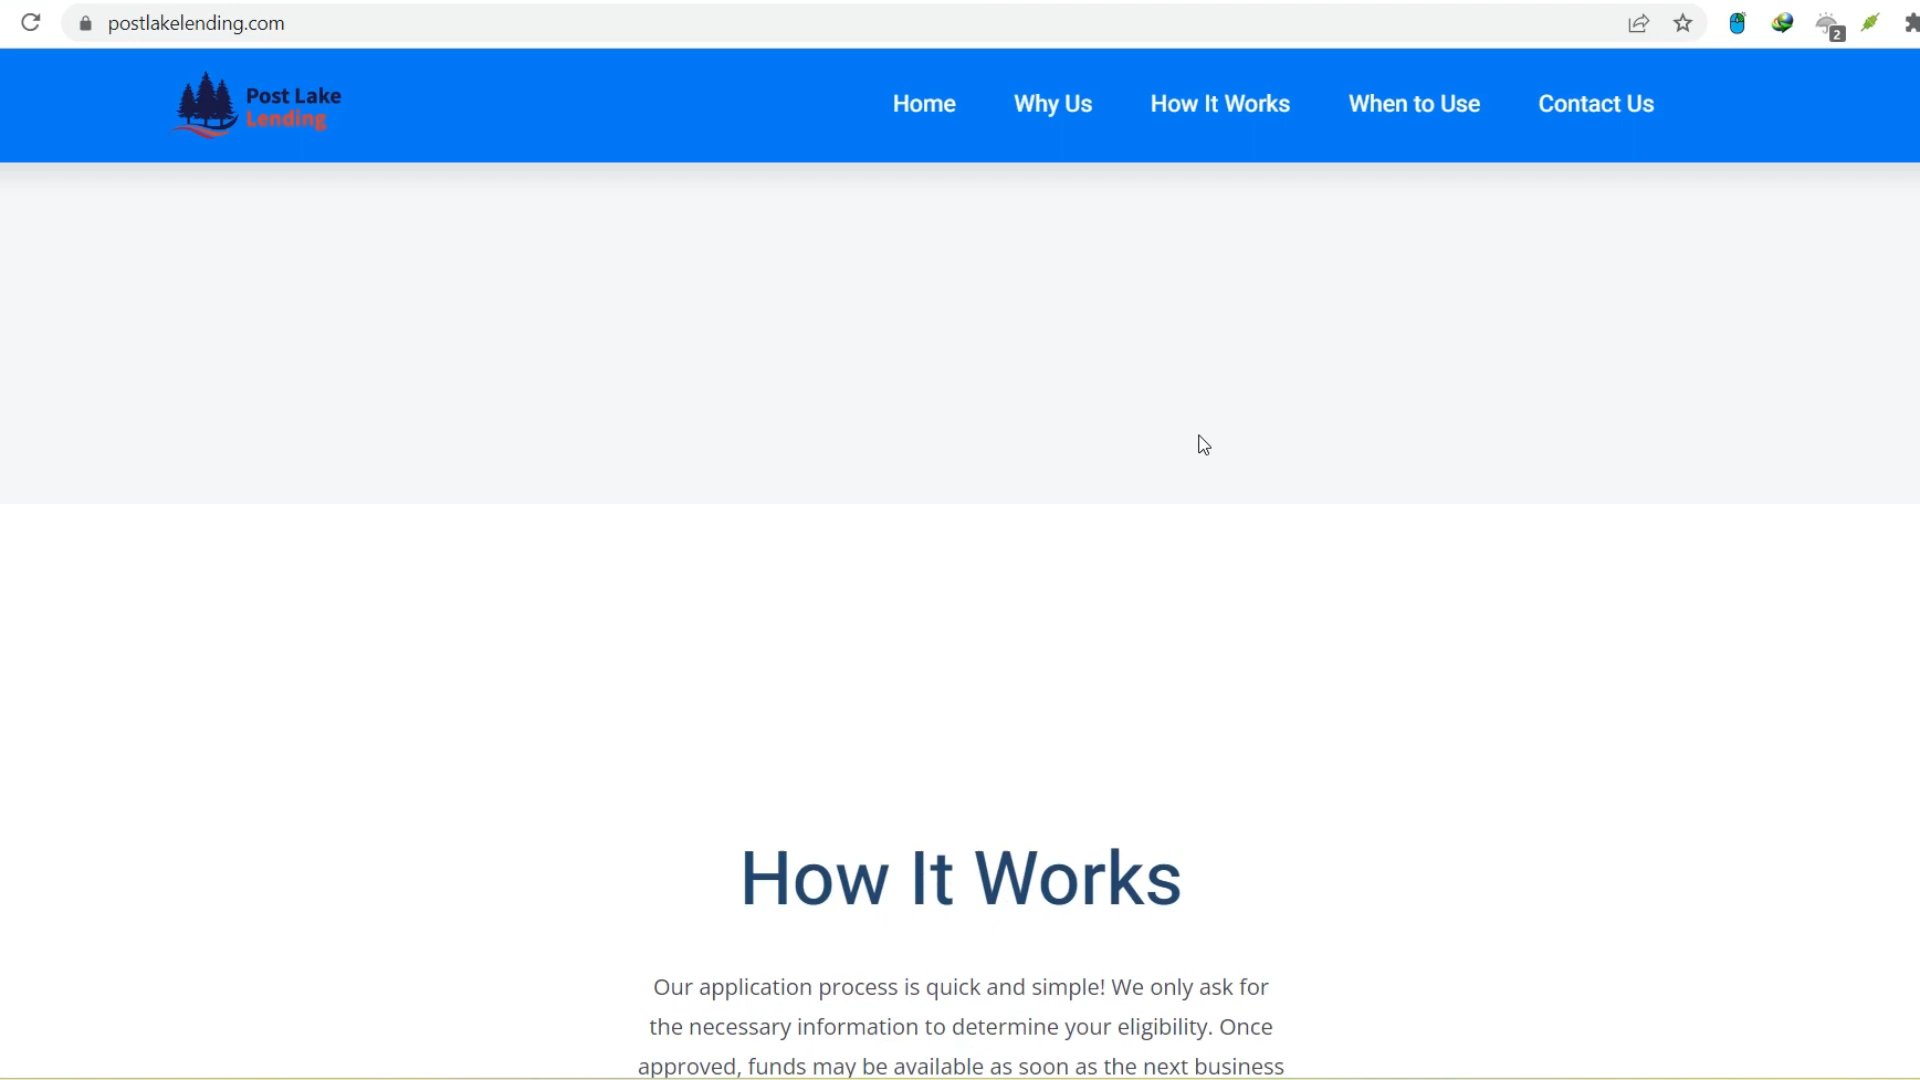 postlakelending.com
2
Post Lake
Lending
Home Why Us How It Works When to Use Contact Us
How It Works
Our application process is quick and simple! We only ask for
the necessary information to determine your eligibility. Once
approved, funds may be available as soon as the next business